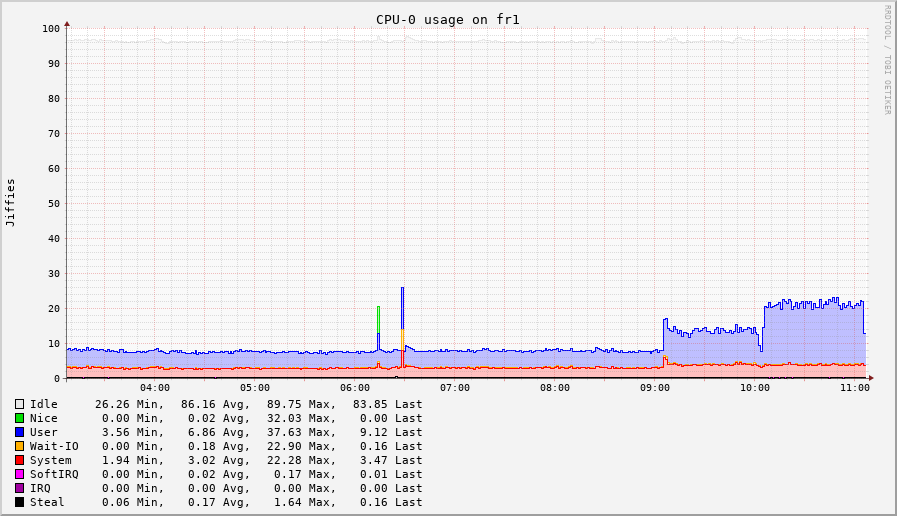 CPU-0 usage on fr1
RRDTOOL / TOBI OETIKER
Jiffies
100
90
80
70
60
50
40
30
20
10
0
04:00 05:00 06:00 07:00 08:00 09:00 10:00 11:00
Idle 26.26 Min, 86.16 Avg, 89.75 Max, 83.85 Last
Nice 0.00 Min, 0.02 Avg, 32.03 Max, 0.00 Last
User 3.56 Min, 6.86 Avg, 37.63 Max, 9.12 Last
Wait-IO 0.00 Min, 0.18 Avg, 22.90 Max, 0.16 Last
System 1.94 Min, 3.02 Avg, 22.28 Max, 3.47 Last
SoftIRQ 0.00 Min, 0.02 Avg, 0.17 Max, 0.01 Last
IRQ 0.00 Min, 0.00 Avg, 0.00 Max, 0.00 Last
Steal 0.06 Min, 0.17 Avg, 1.64 Max, 0.16 Last